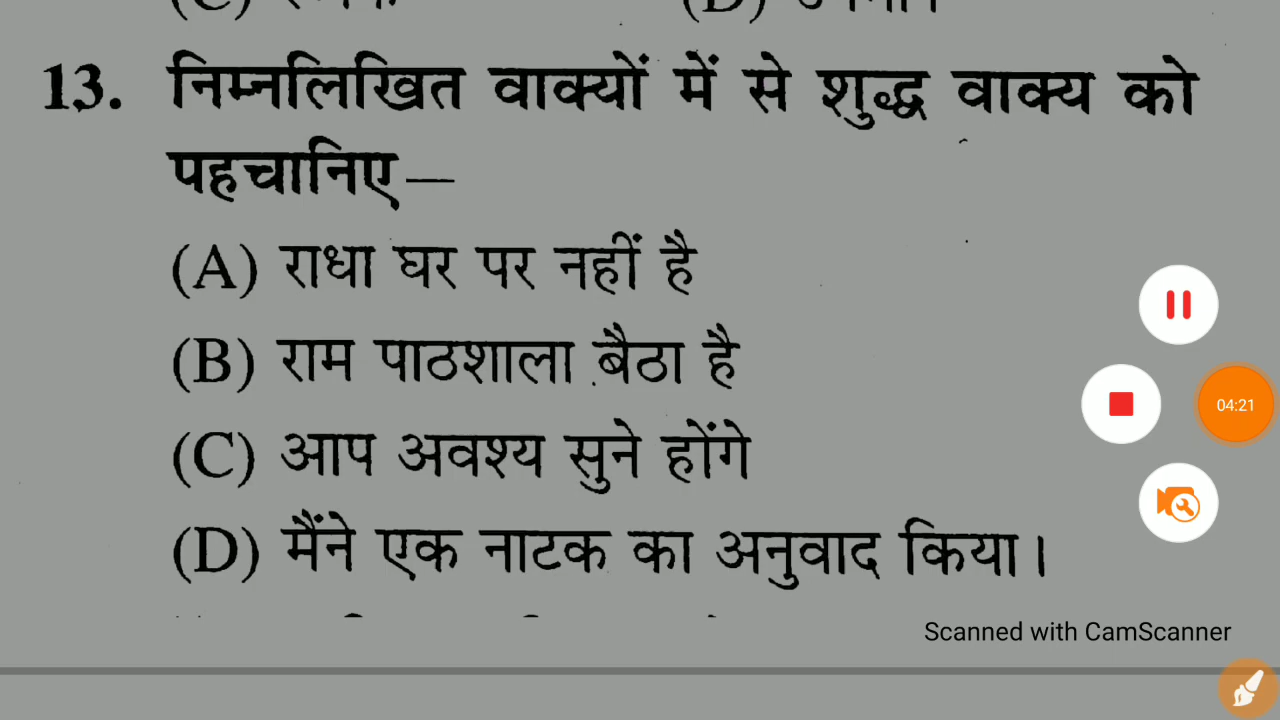 13. निम्नलिखित वाक्यों में से शुद्ध वाक्य को
पहचानिए—
(A) राधा घर पर नहीं है
(B) राम पाठशाला बैठा है
(C) आप अवश्य सुने होंगे
(D) मैंने एक नाटक का अनुवाद किया।
04:21
Scanned with CamScanner